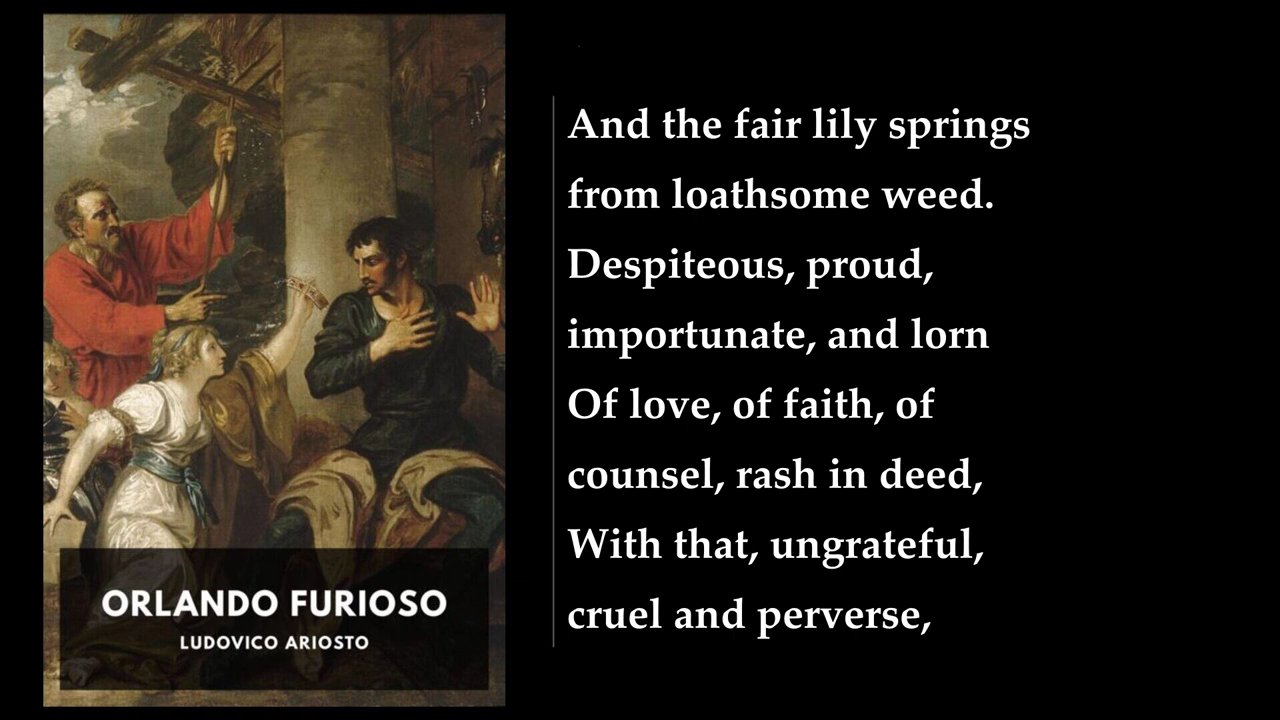 ORLANDO FURIOSO
LUDOVICO ARIOSTO
And the fair lily springs
from loathsome weed.
Despiteous, proud,
importunate, and lorn
Of love, of faith, of
counsel, rash in deed,
With that, ungrateful,
cruel and perverse,